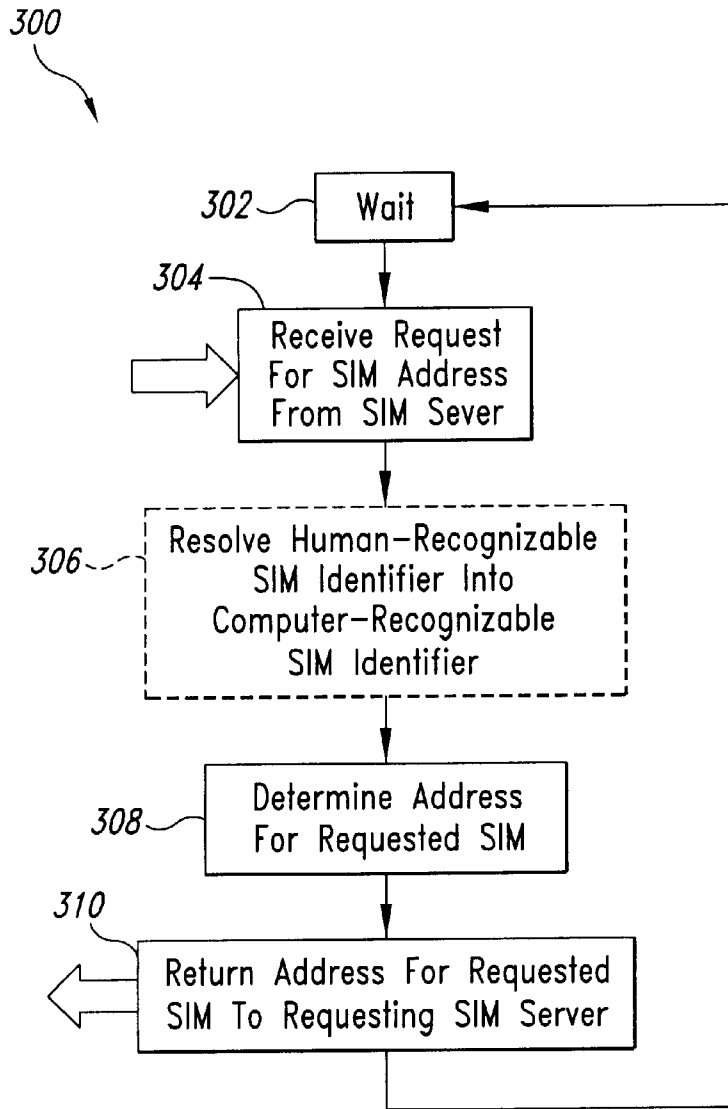 300
302
Wait
304
Receive Request
For SIM Address
From SIM Sever
306
Resolve Human-Recognizable
SIM Identifier Into
Computer-Recognizable
SIM Identifier
308
Determine Address
For Requested SIM
310
Return Address For Requested
SIM To Requesting SIM Server